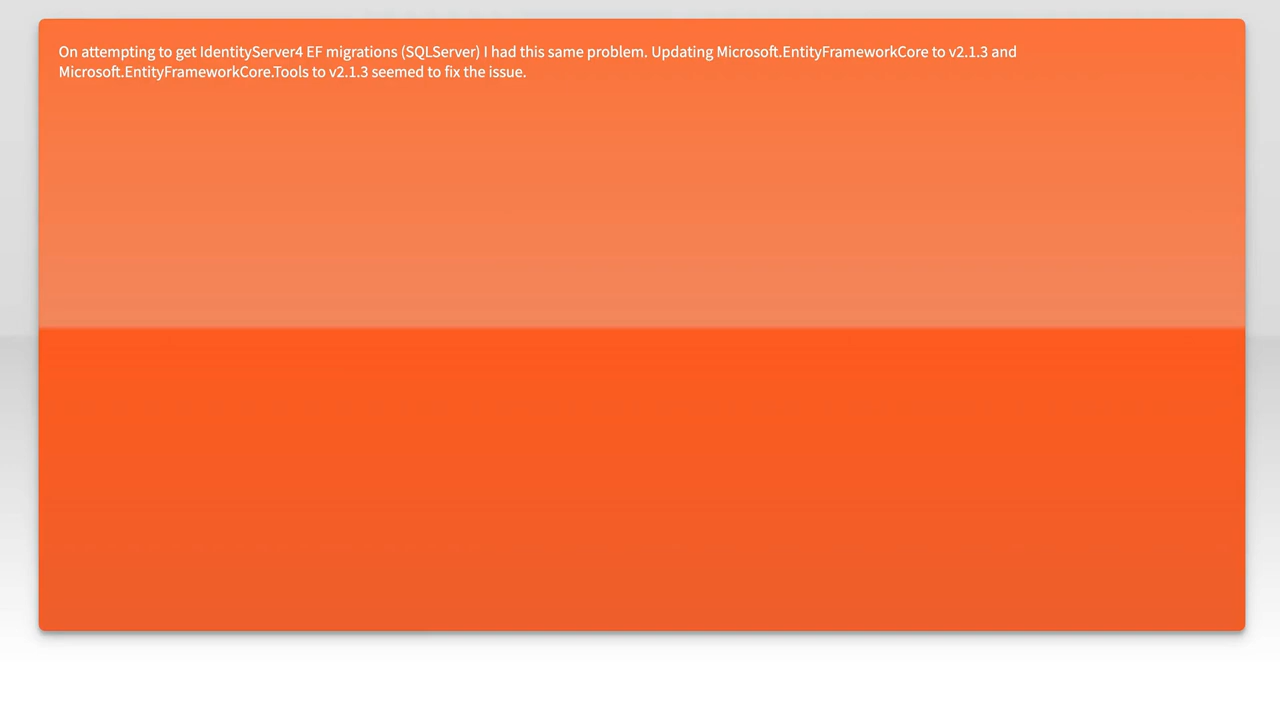 On attempting to get IdentityServer4 EF migrations (SQLServer) I had this same problem. Updating Microsoft.EntityFrameworkCore to v2.1.3 and
Microsoft.EntityFrameworkCore.Tools to v2.1.3 seemed to fix the issue.